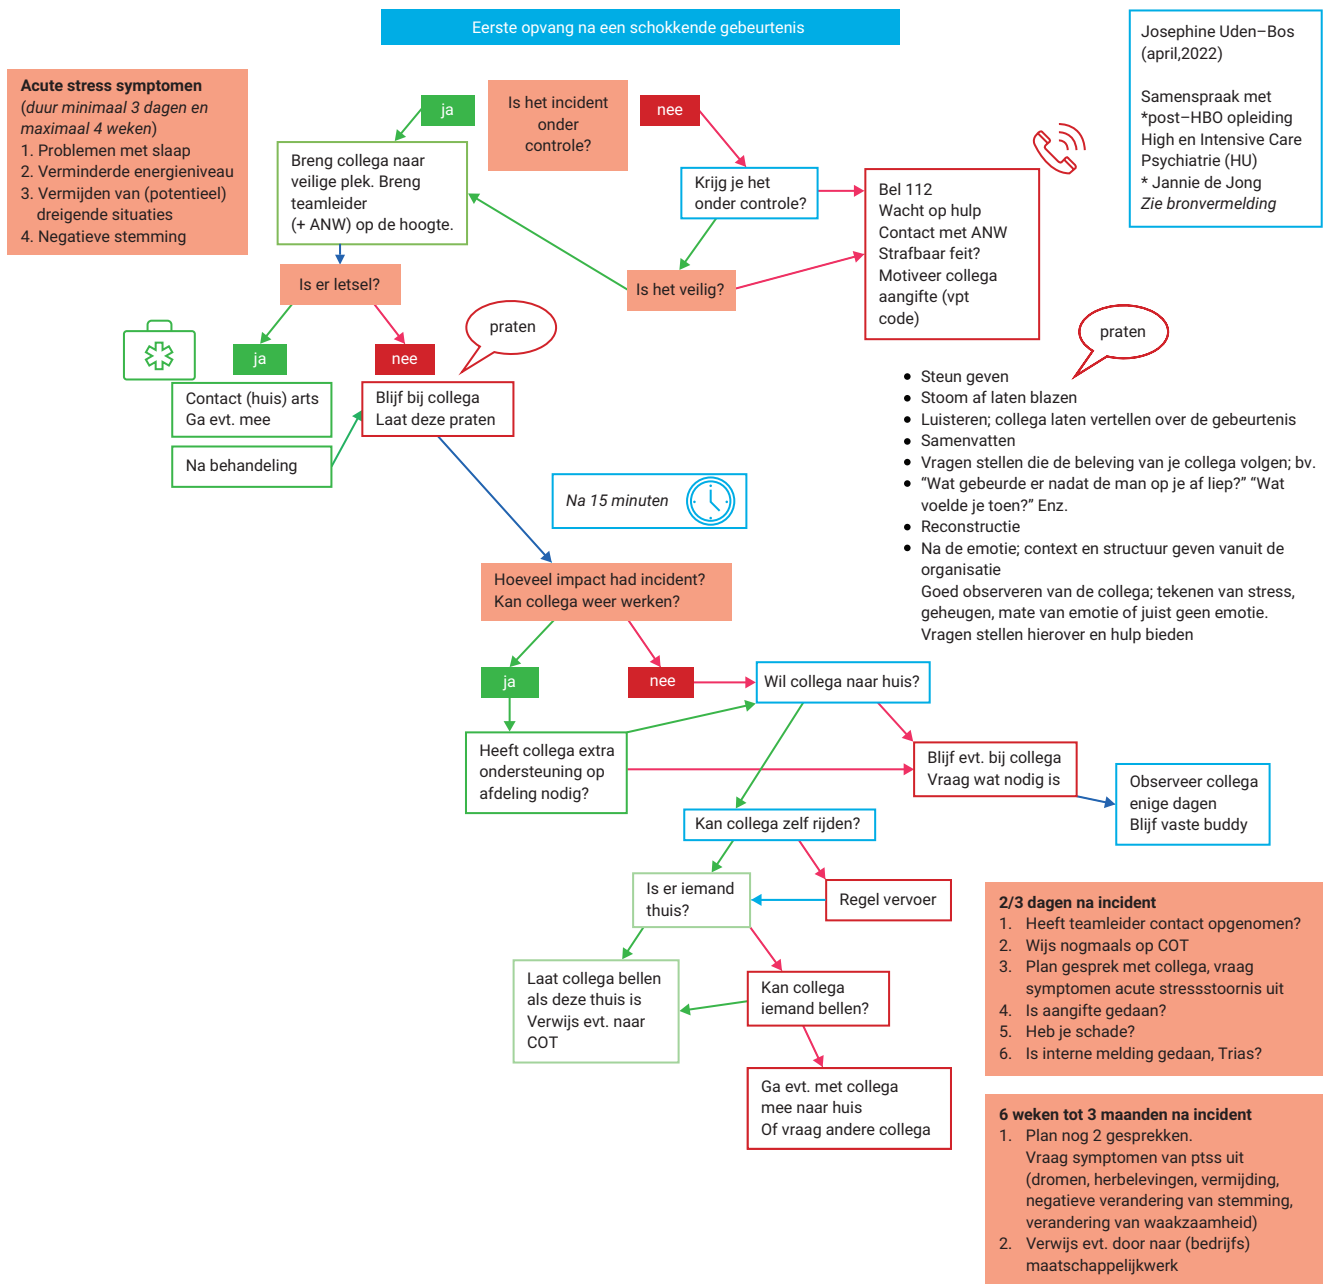 Eerste opvang na een schokkende gebeurtenis
Josephine Uden–Bos
(april,2022)
Samenspraak met
*post–HBO opleiding
High en Intensive Care
Psychiatrie (HU)
* Jannie de Jong
Zie bronvermelding
Acute stress symptomen
(duur minimaal 3 dagen en
maximaal 4 weken)
1. Problemen met slaap
2. Verminderde energieniveau
3. Vermijden van (potentieel)
dreigende situaties
4. Negatieve stemming
ja
Is het incident
onder
controle?
nee
Breng collega naar
veilige plek. Breng
teamleider
(+ ANW) op de hoogte.
Krijg je het
onder controle?
Bel 112
Wacht op hulp
Contact met ANW
Strafbaar feit?
Motiveer collega
aangifte (vpt
code)
Is er letsel?
Is het veilig?
praten
ja
nee
Contact (huis) arts
Ga evt. mee
Na behandeling
Blijf bij collega
Laat deze praten
praten
• Steun geven
• Stoom af laten blazen
• Luisteren; collega laten vertellen over de gebeurtenis
• Samenvatten
• Vragen stellen die de beleving van je collega volgen; bv.
• “Wat gebeurde er nadat de man op je af liep?” “Wat
voelde je toen?” Enz.
• Reconstructie
• Na de emotie; context en structuur geven vanuit de
organisatie
Goed observeren van de collega; tekenen van stress,
geheugen, mate van emotie of juist geen emotie.
Vragen stellen hierover en hulp bieden
Na 15 minuten
Hoeveel impact had incident?
Kan collega weer werken?
ja
nee
Wil collega naar huis?
Heeft collega extra
ondersteuning op
afdeling nodig?
Blijf evt. bij collega
Vraag wat nodig is
Observeer collega
enige dagen
Blijf vaste buddy
Kan collega zelf rijden?
Is er iemand
thuis?
Regel vervoer
Laat collega bellen
als deze thuis is
Verwijs evt. naar
COT
Kan collega
iemand bellen?
Ga evt. met collega
mee naar huis
Of vraag andere collega
2/3 dagen na incident
1. Heeft teamleider contact opgenomen?
2. Wijs nogmaals op COT
3. Plan gesprek met collega, vraag
symptomen acute stressstoornis uit
4. Is aangifte gedaan?
5. Heb je schade?
6. Is interne melding gedaan, Trias?
6 weken tot 3 maanden na incident
1. Plan nog 2 gesprekken.
Vraag symptomen van ptss uit
(dromen, herbelevingen, vermijding,
negatieve verandering van stemming,
verandering van waakzaamheid)
2. Verwijs evt. door naar (bedrijfs)
maatschappelijkwerk